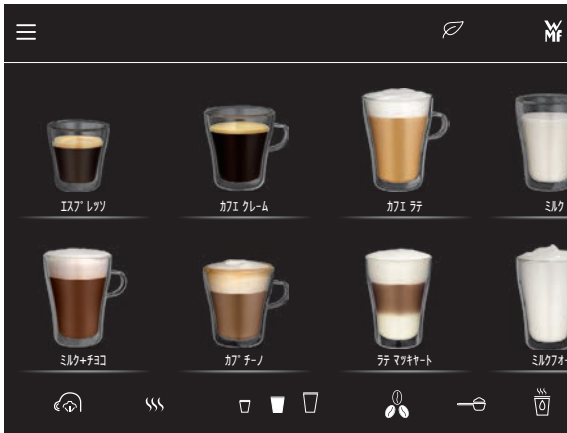 WMF
ｴｽﾌﾟﾚｯｿ
ｶﾌｪ ｸﾚｰﾑ
ｶﾌｪ ﾗﾃ
ﾐﾙｸ
ﾐﾙｸ+ﾁｮｺ
ｶﾌﾟﾁｰﾉ
ﾗﾃ ﾏｯｷｬｰﾄ
ﾐﾙｸﾌｫｰ